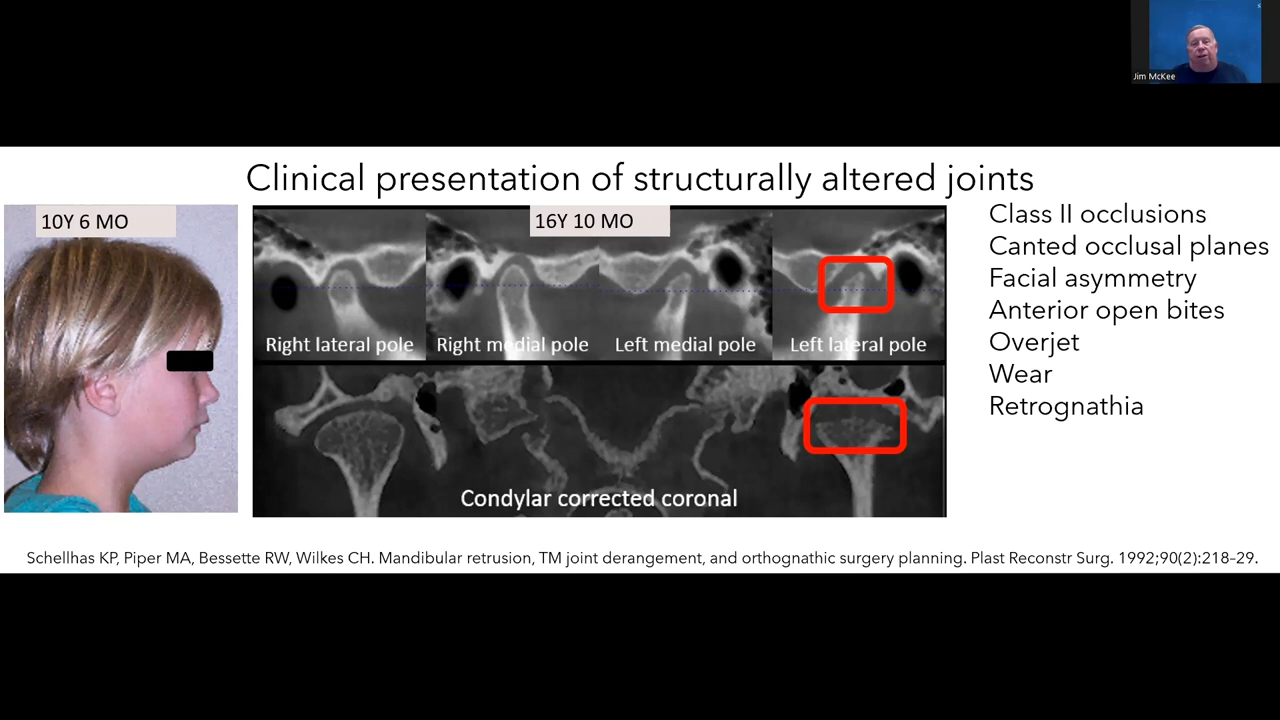 Jim McKee
Clinical presentation of structurally altered joints
10Y 6 MO
16Y 10 MO
Right lateral pole
Right medial pole
Left medial pole
Left lateral pole
Condylar corrected coronal
Class II occlusions
Canted occlusal planes
Facial asymmetry
Anterior open bites
Overjet
Wear
Retrognathia
Schellhas KP, Piper MA, Bessette RW, Wilkes CH. Mandibular retrusion, TM joint derangement, and orthognathic surgery planning. Plast Reconstr Surg. 1992;90(2):218–29.